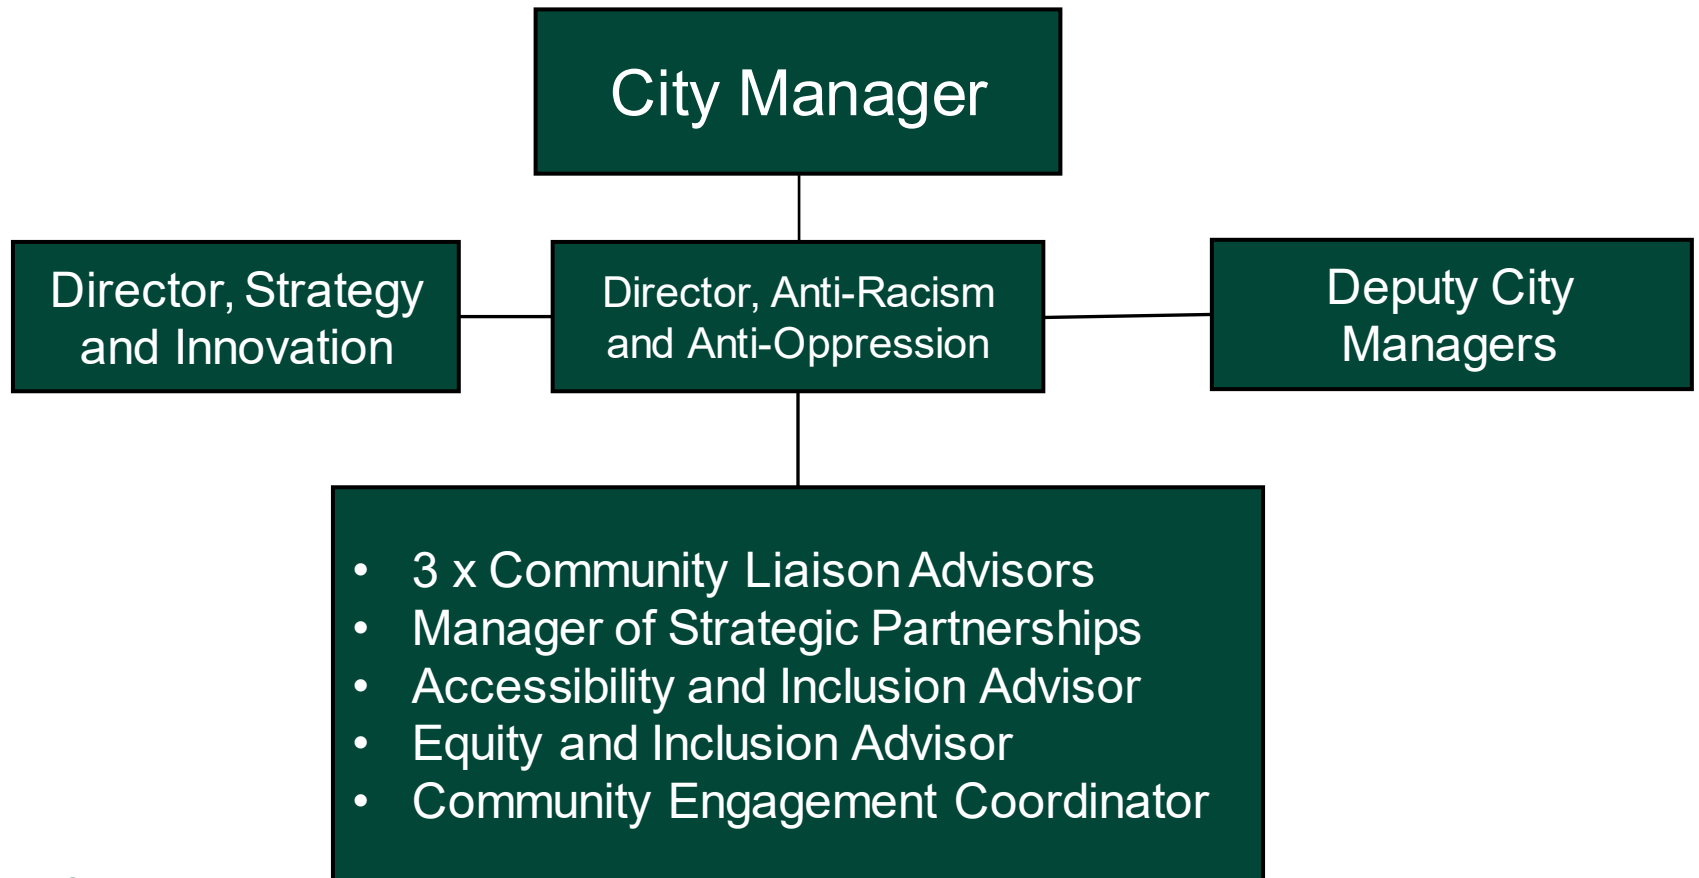 City Manager
Director, Strategy
and Innovation
Director, Anti-Racism
and Anti-Oppression
Deputy City
Managers
• 3 x Community Liaison Advisors
• Manager of Strategic Partnerships
• Accessibility and Inclusion Advisor
• Equity and Inclusion Advisor
• Community Engagement Coordinator